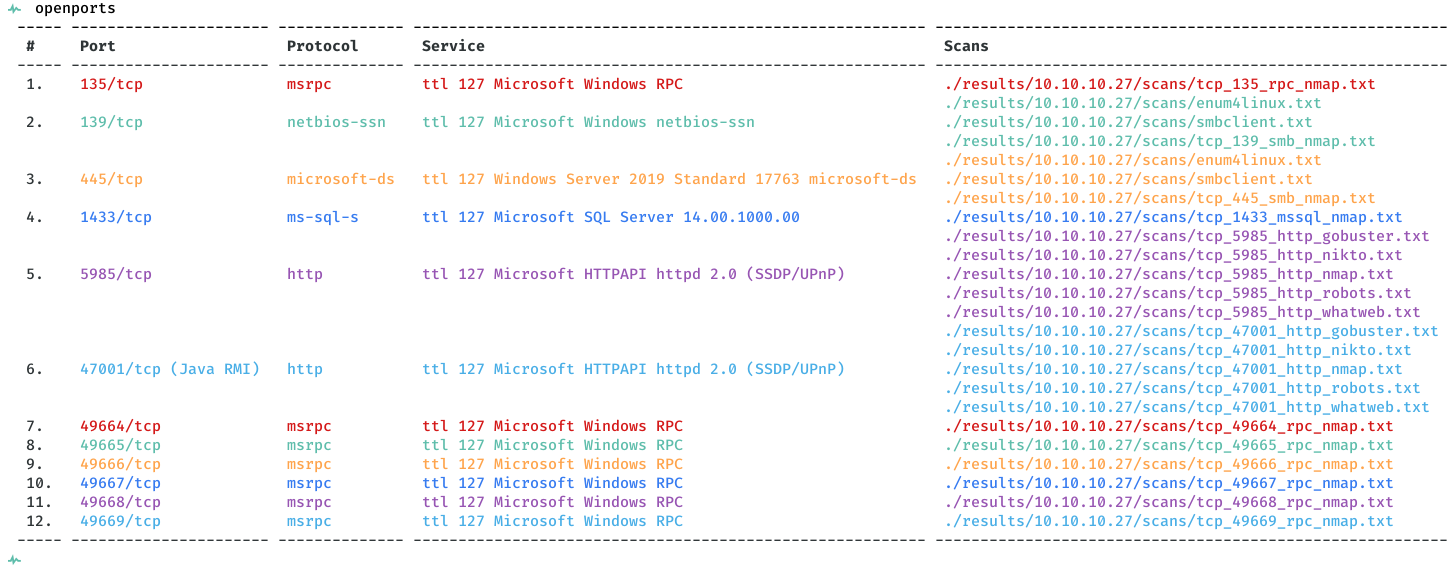 openports
# Port Protocol Service Scans
1. 135/tcp msrpc ttl 127 Microsoft Windows RPC ./results/10.10.10.27/scans/tcp_135_rpc_nmap.txt
./results/10.10.10.27/scans/enum4linux.txt
2. 139/tcp netbios-ssn ttl 127 Microsoft Windows netbios-ssn ./results/10.10.10.27/scans/smbclient.txt
./results/10.10.10.27/scans/tcp_139_smb_nmap.txt
./results/10.10.10.27/scans/enum4linux.txt
3. 445/tcp microsoft-ds ttl 127 Windows Server 2019 Standard 17763 microsoft-ds ./results/10.10.10.27/scans/smbclient.txt
./results/10.10.10.27/scans/tcp_445_smb_nmap.txt
4. 1433/tcp ms-sql-s ttl 127 Microsoft SQL Server 14.00.1000.00 ./results/10.10.10.27/scans/tcp_1433_mssql_nmap.txt
./results/10.10.10.27/scans/tcp_5985_http_gobuster.txt
./results/10.10.10.27/scans/tcp_5985_http_nikto.txt
5. 5985/tcp http ttl 127 Microsoft HTTPAPI httpd 2.0 (SSDP/UPnP) ./results/10.10.10.27/scans/tcp_5985_http_nmap.txt
./results/10.10.10.27/scans/tcp_5985_http_robots.txt
./results/10.10.10.27/scans/tcp_5985_http_whatweb.txt
./results/10.10.10.27/scans/tcp_47001_http_gobuster.txt
./results/10.10.10.27/scans/tcp_47001_http_nikto.txt
6. 47001/tcp (Java RMI) http ttl 127 Microsoft HTTPAPI httpd 2.0 (SSDP/UPnP) ./results/10.10.10.27/scans/tcp_47001_http_nmap.txt
./results/10.10.10.27/scans/tcp_47001_http_robots.txt
./results/10.10.10.27/scans/tcp_47001_http_whatweb.txt
7. 49664/tcp msrpc ttl 127 Microsoft Windows RPC ./results/10.10.10.27/scans/tcp_49664_rpc_nmap.txt
8. 49665/tcp msrpc ttl 127 Microsoft Windows RPC ./results/10.10.10.27/scans/tcp_49665_rpc_nmap.txt
9. 49666/tcp msrpc ttl 127 Microsoft Windows RPC ./results/10.10.10.27/scans/tcp_49666_rpc_nmap.txt
10. 49667/tcp msrpc ttl 127 Microsoft Windows RPC ./results/10.10.10.27/scans/tcp_49667_rpc_nmap.txt
11. 49668/tcp msrpc ttl 127 Microsoft Windows RPC ./results/10.10.10.27/scans/tcp_49668_rpc_nmap.txt
12. 49669/tcp msrpc ttl 127 Microsoft Windows RPC ./results/10.10.10.27/scans/tcp_49669_rpc_nmap.txt